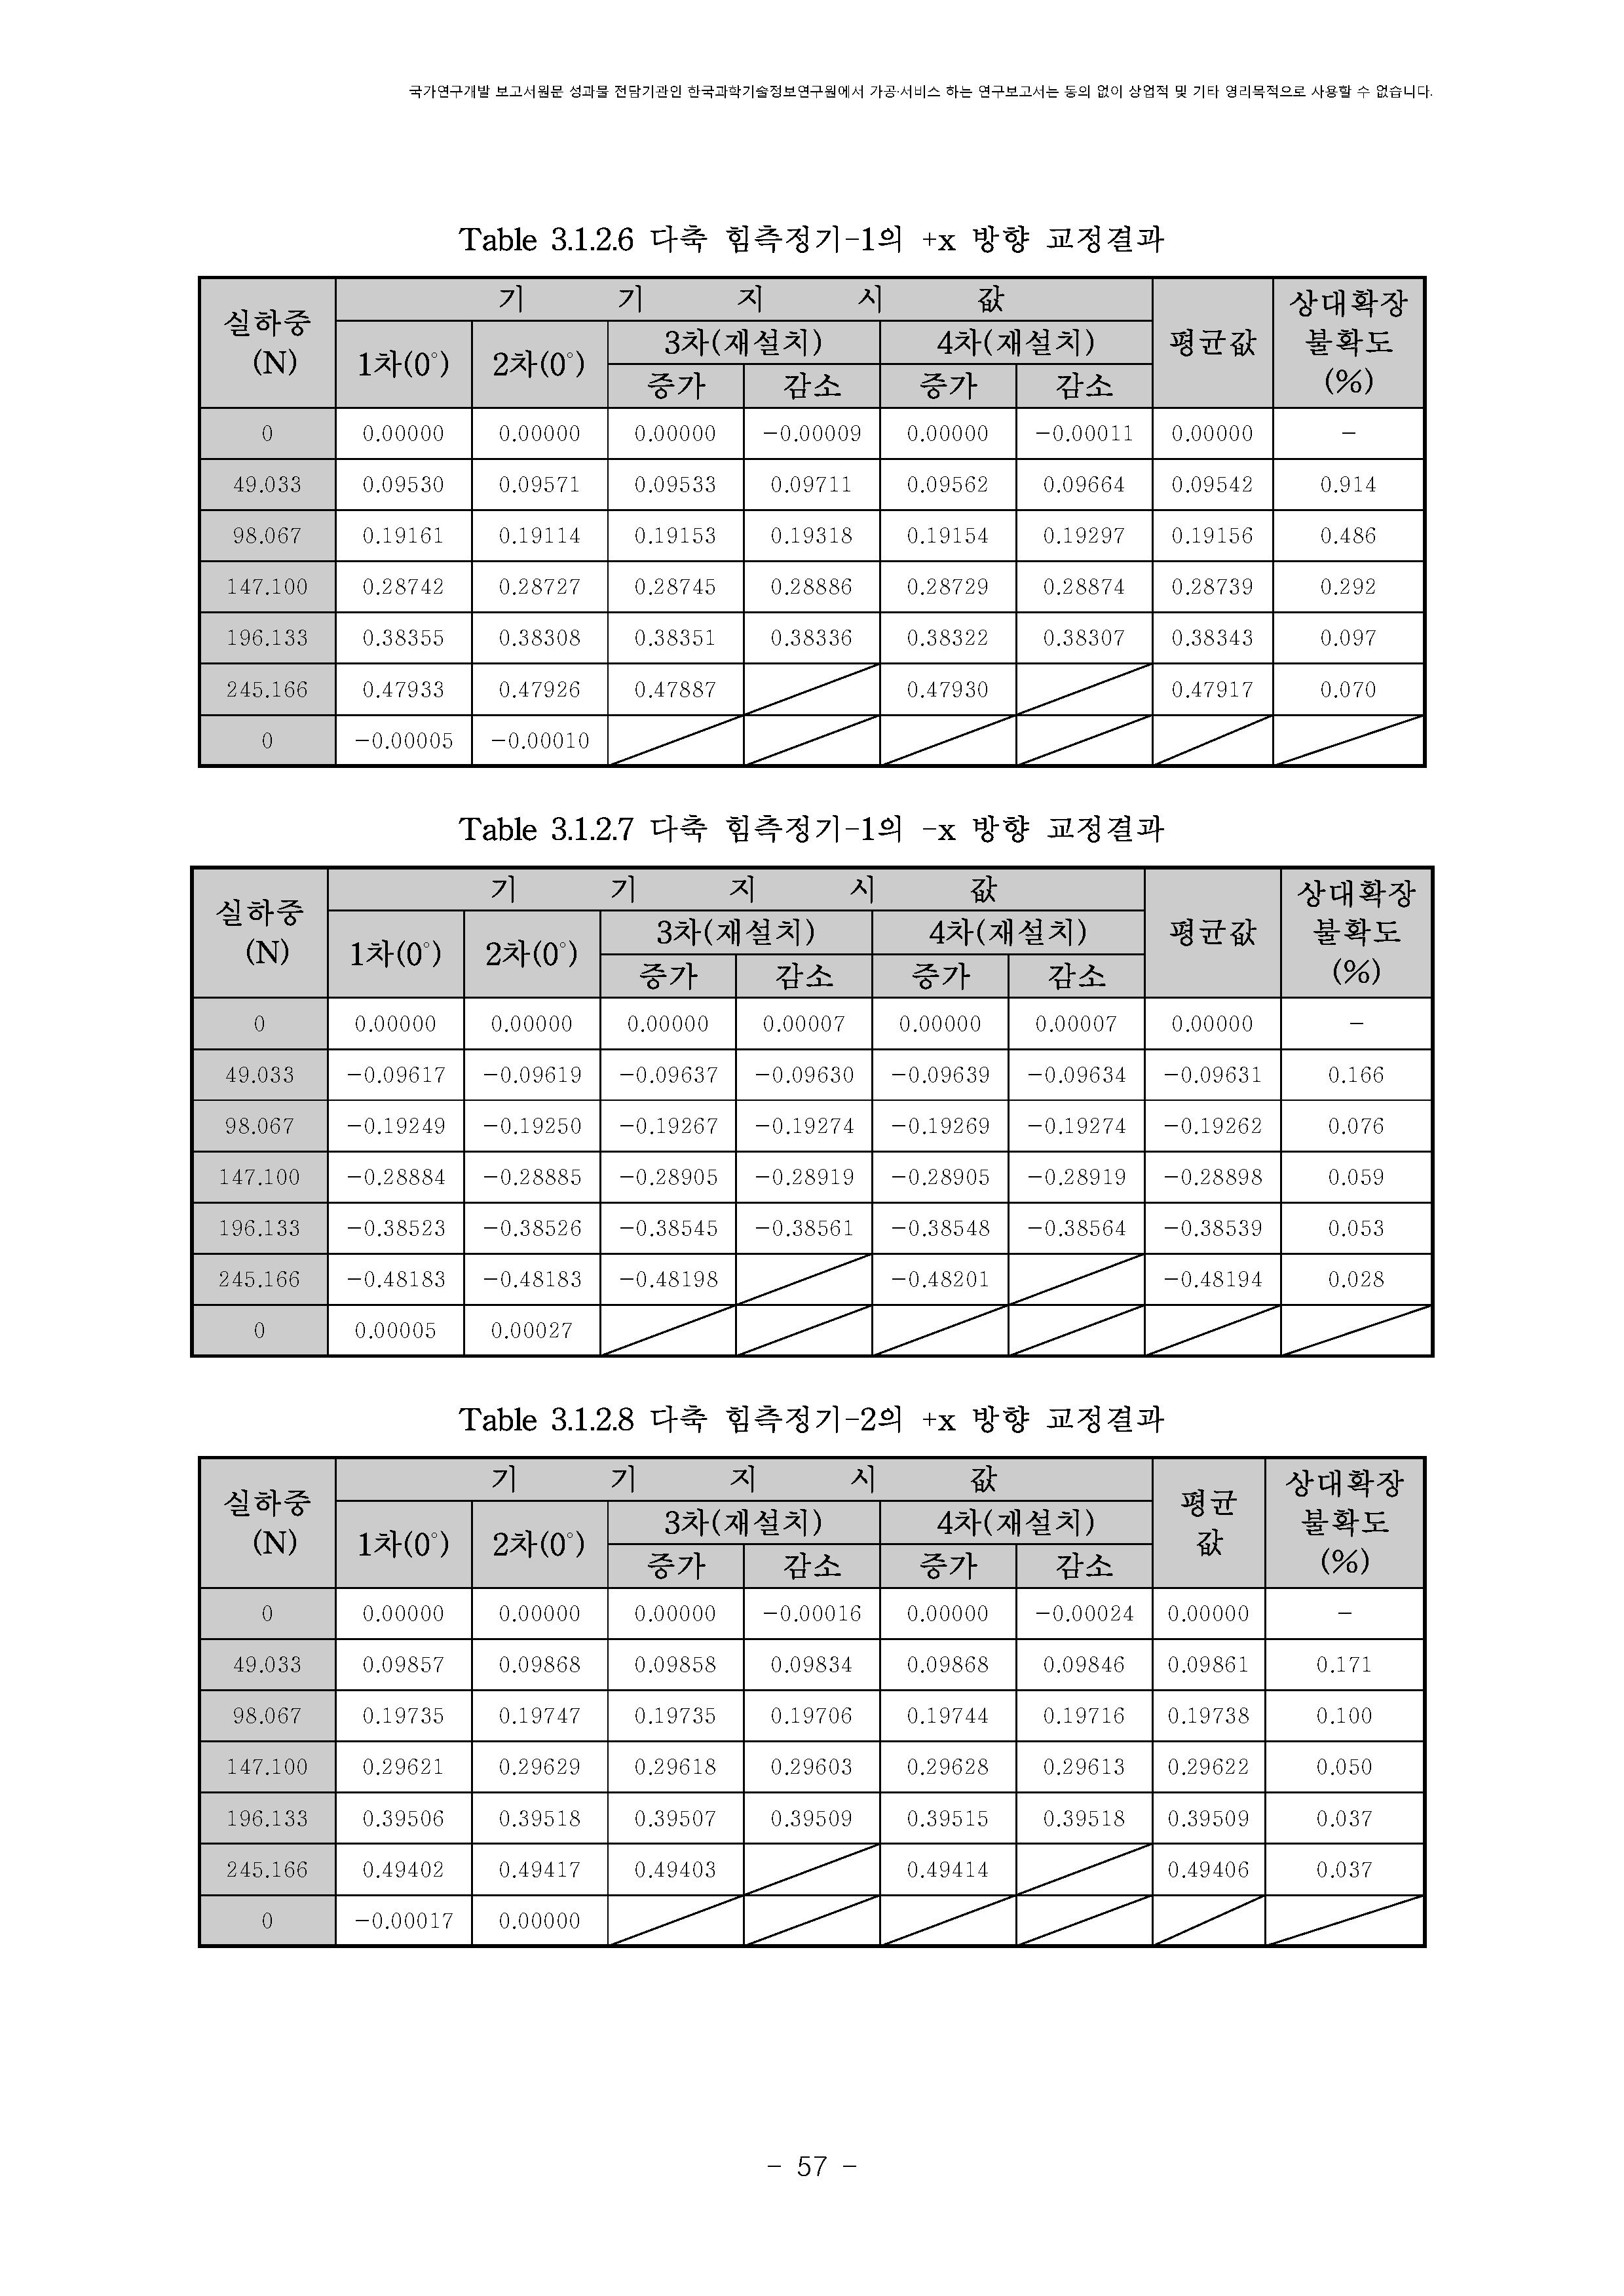 국가연구개발 보고서원문 성과물 전담기관인 한국과학기술정보연구원에서 가공·서비스 하는 연구보고서는 동의 없이 상업적 및 기타 영리목적으로 사용할 수 없습니다.
Table 3.1.2.6 다축 힘측정기-1의 +x 방향 교정결과
실하중 (N) 기 기 지 시 값 평균값 상대확장 불확도 (%)
1차(0°) 2차(0°) 3차(재설치) 4차(재설치)
증가 감소 증가 감소
0 0.00000 0.00000 0.00000 -0.00009 0.00000 -0.00011 0.00000 -
49.033 0.09530 0.09571 0.09533 0.09711 0.09562 0.09664 0.09542 0.914
98.067 0.19161 0.19114 0.19153 0.19318 0.19154 0.19297 0.19156 0.486
147.100 0.28742 0.28727 0.28745 0.28886 0.28729 0.28874 0.28739 0.292
196.133 0.38355 0.38308 0.38351 0.38336 0.38322 0.38307 0.38343 0.097
245.166 0.47933 0.47926 0.47887 0.47930 0.47917 0.070
0 -0.00005 -0.00010
Table 3.1.2.7 다축 힘측정기-1의 -x 방향 교정결과
실하중 (N) 기 기 지 시 값 평균값 상대확장 불확도 (%)
1차(0°) 2차(0°) 3차(재설치) 4차(재설치)
증가 감소 증가 감소
0 0.00000 0.00000 0.00000 0.00007 0.00000 0.00007 0.00000 -
49.033 -0.09617 -0.09619 -0.09637 -0.09630 -0.09639 -0.09634 -0.09631 0.166
98.067 -0.19249 -0.19250 -0.19267 -0.19274 -0.19269 -0.19274 -0.19262 0.076
147.100 -0.28884 -0.28885 -0.28905 -0.28919 -0.28905 -0.28919 -0.28898 0.059
196.133 -0.38523 -0.38526 -0.38545 -0.38561 -0.38548 -0.38564 -0.38539 0.053
245.166 -0.48183 -0.48183 -0.48198 -0.48201 -0.48194 0.028
0 0.00005 0.00027
Table 3.1.2.8 다축 힘측정기-2의 +x 방향 교정결과
실하중 (N) 기 기 지 시 값 평균 값 상대확장 불확도 (%)
1차(0°) 2차(0°) 3차(재설치) 4차(재설치)
증가 감소 증가 감소
0 0.00000 0.00000 0.00000 -0.00016 0.00000 -0.00024 0.00000 -
49.033 0.09857 0.09868 0.09858 0.09834 0.09868 0.09846 0.09861 0.171
98.067 0.19735 0.19747 0.19735 0.19706 0.19744 0.19716 0.19738 0.100
147.100 0.29621 0.29629 0.29618 0.29603 0.29628 0.29613 0.29622 0.050
196.133 0.39506 0.39518 0.39507 0.39509 0.39515 0.39518 0.39509 0.037
245.166 0.49402 0.49417 0.49403 0.49414 0.49406 0.037
0 -0.00017 0.00000
- 57 -